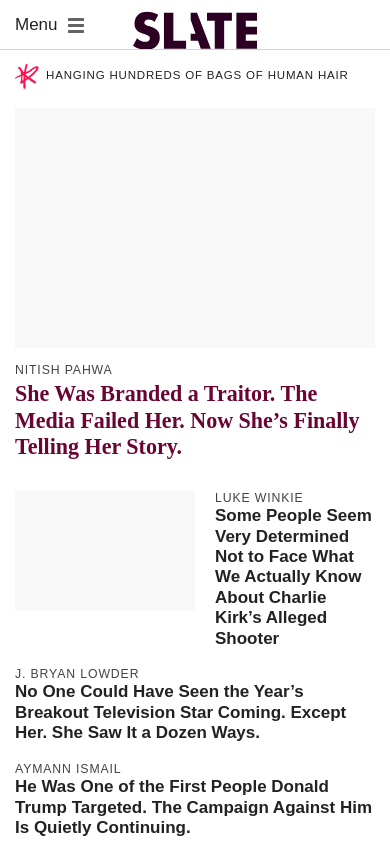 Menu
SLATE
HANGING HUNDREDS OF BAGS OF HUMAN HAIR
NITISH PAHWA
She Was Branded a Traitor. The
Media Failed Her. Now She’s Finally
Telling Her Story.
LUKE WINKIE
Some People Seem
Very Determined
Not to Face What
We Actually Know
About Charlie
Kirk’s Alleged
Shooter
J. BRYAN LOWDER
No One Could Have Seen the Year’s
Breakout Television Star Coming. Except
Her. She Saw It a Dozen Ways.
AYMANN ISMAIL
He Was One of the First People Donald
Trump Targeted. The Campaign Against Him
Is Quietly Continuing.